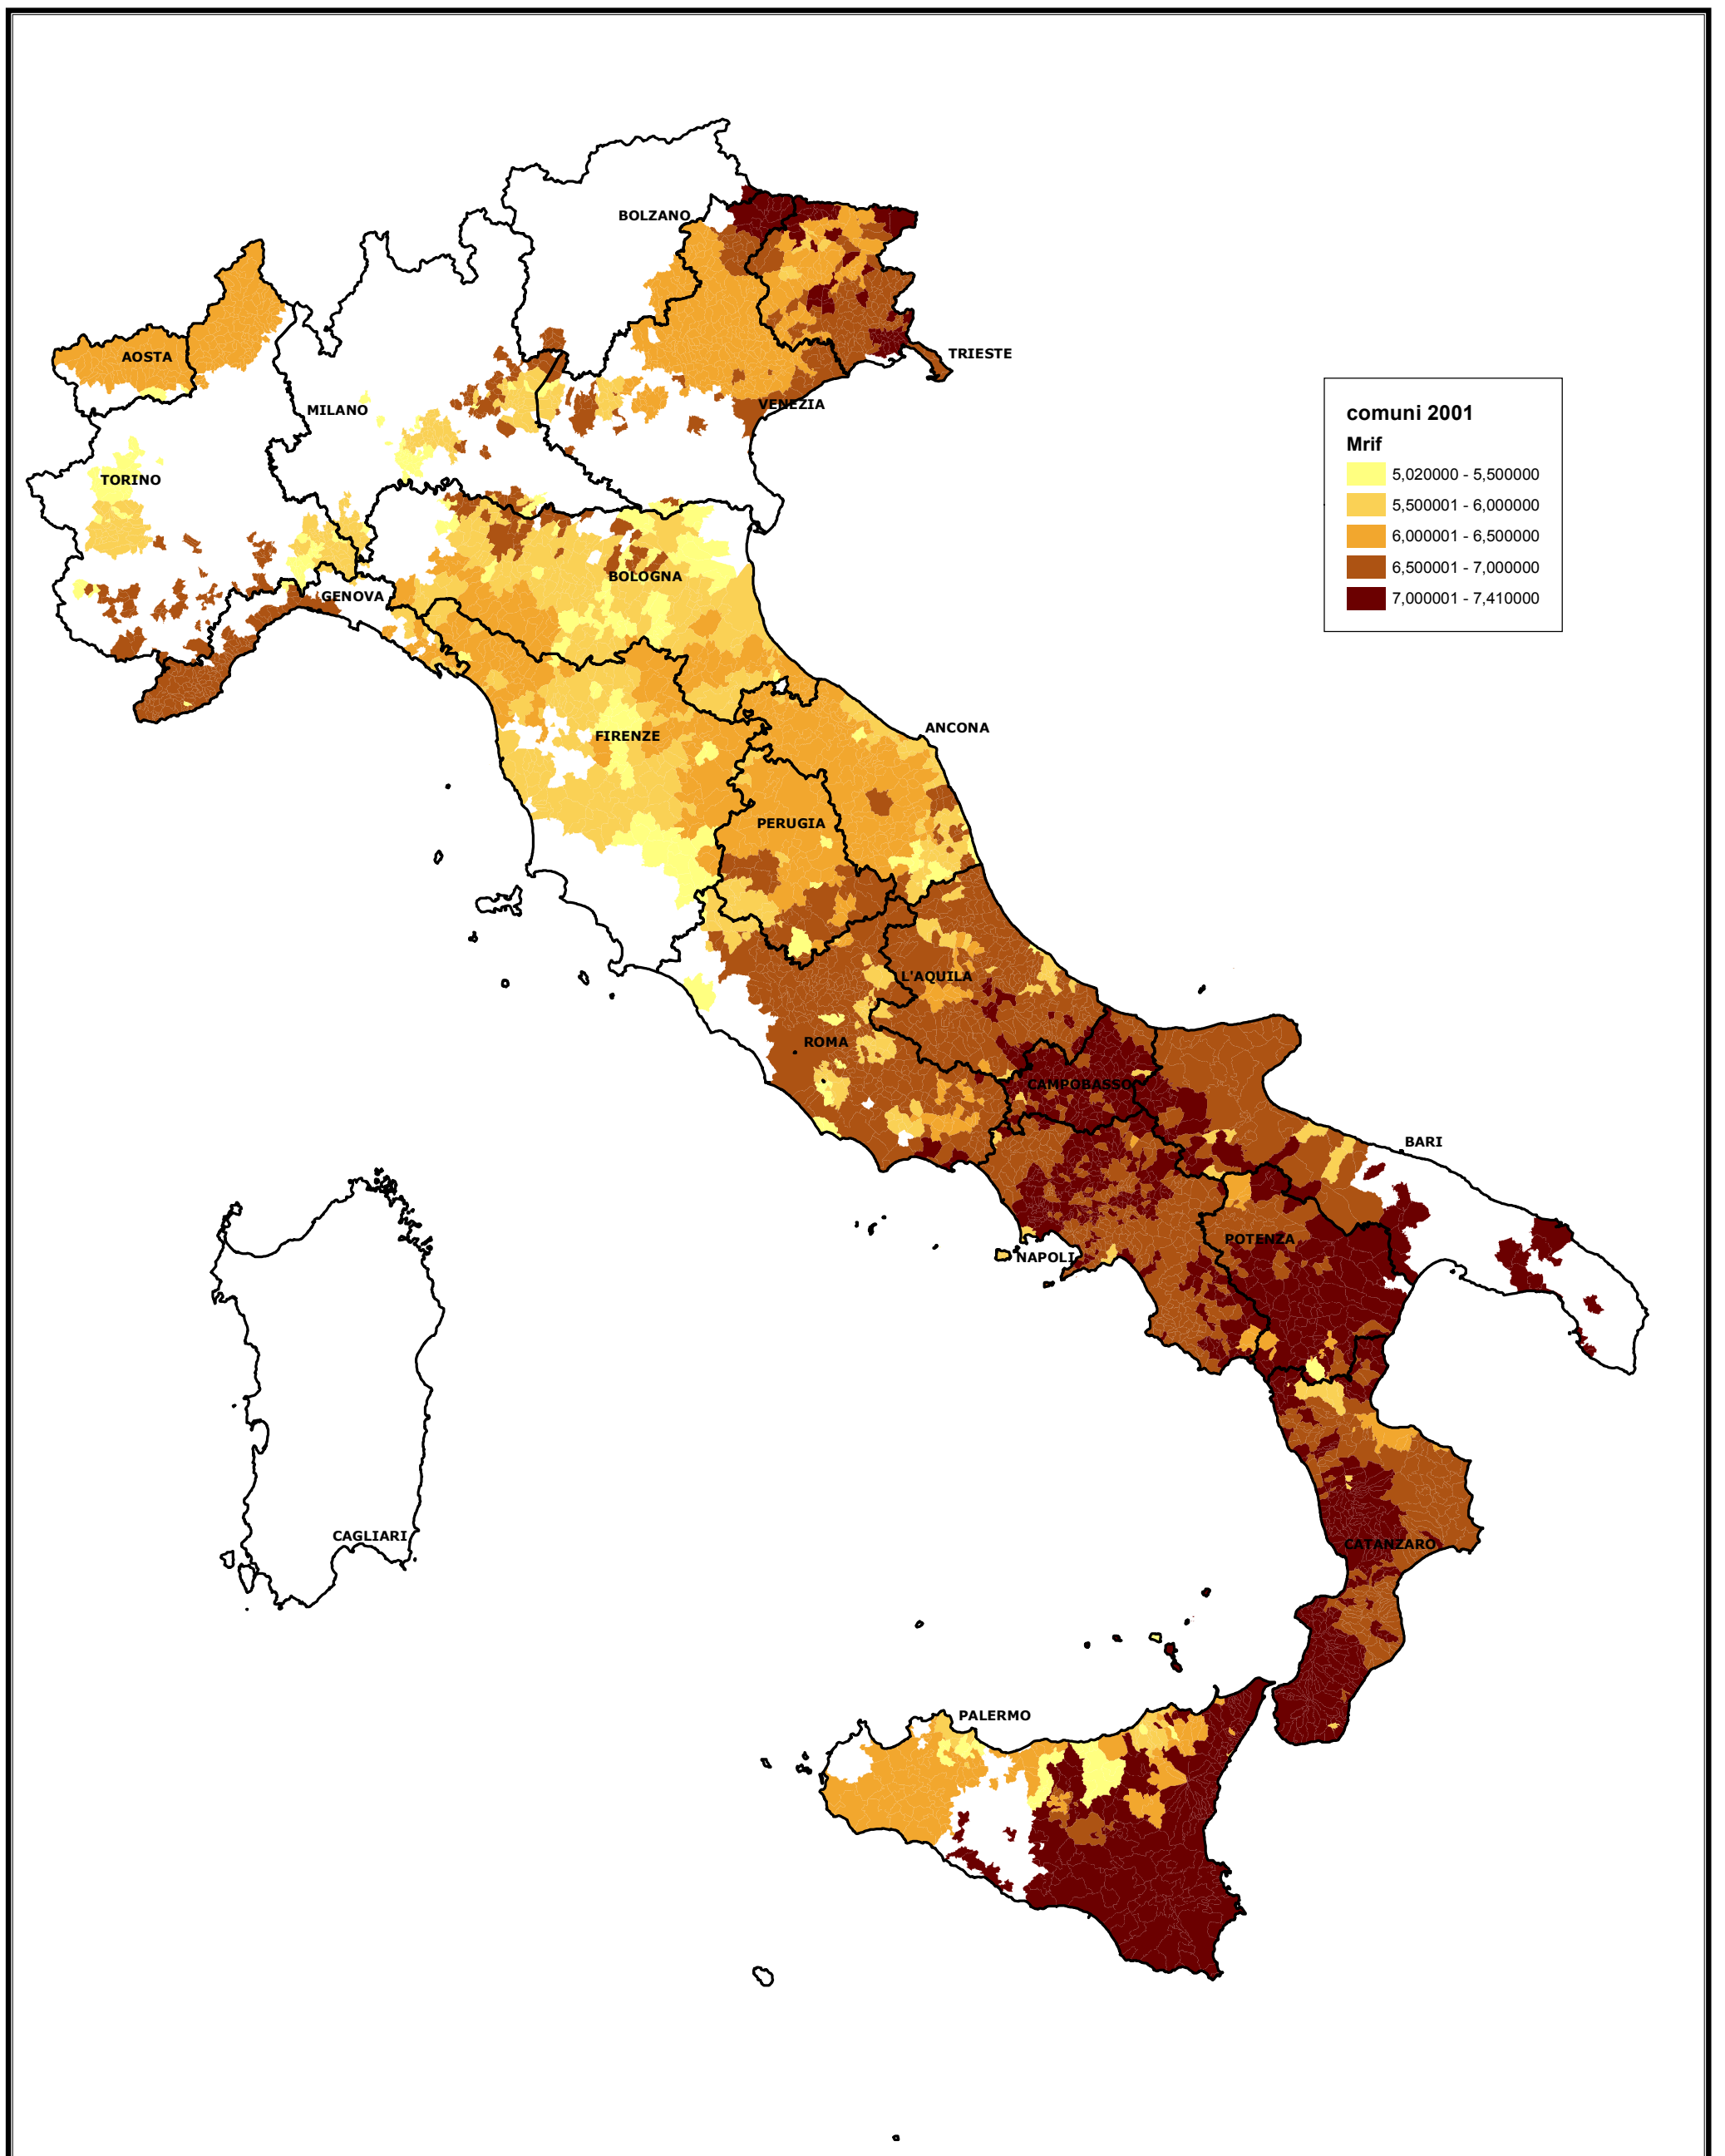 BOLZANO
AOSTA
TRIESTE
MILANO
VENEZIA
comuni 2001
Mrif
5,020000 - 5,500000
5,500001 - 6,000000
6,000001 - 6,500000
6,500001 - 7,000000
7,000001 - 7,410000
TORINO
BOLOGNA
GENOVA
ANCONA
FIRENZE
PERUGIA
L'AQUILA
ROMA
CAMPOBASSO
BARI
POTENZA
NAPOLI
CAGLIARI
CATANZARO
PALERMO